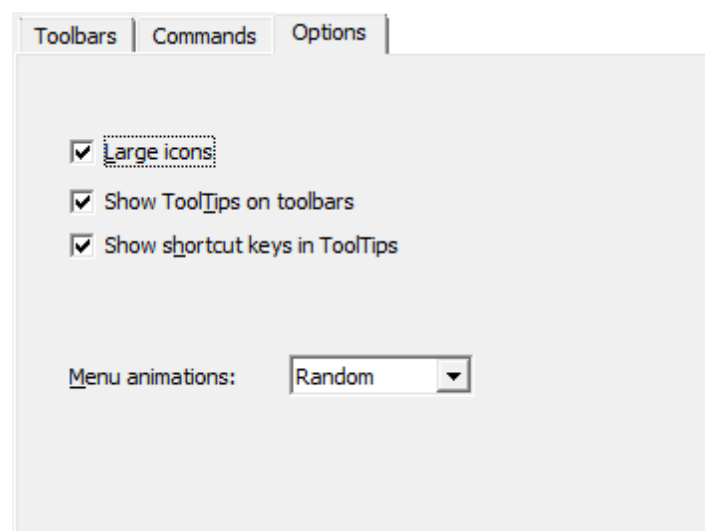 Toolbars Commands Options
Large icons
Show ToolTips on toolbars
Show shortcut keys in ToolTips
Menu animations: Random